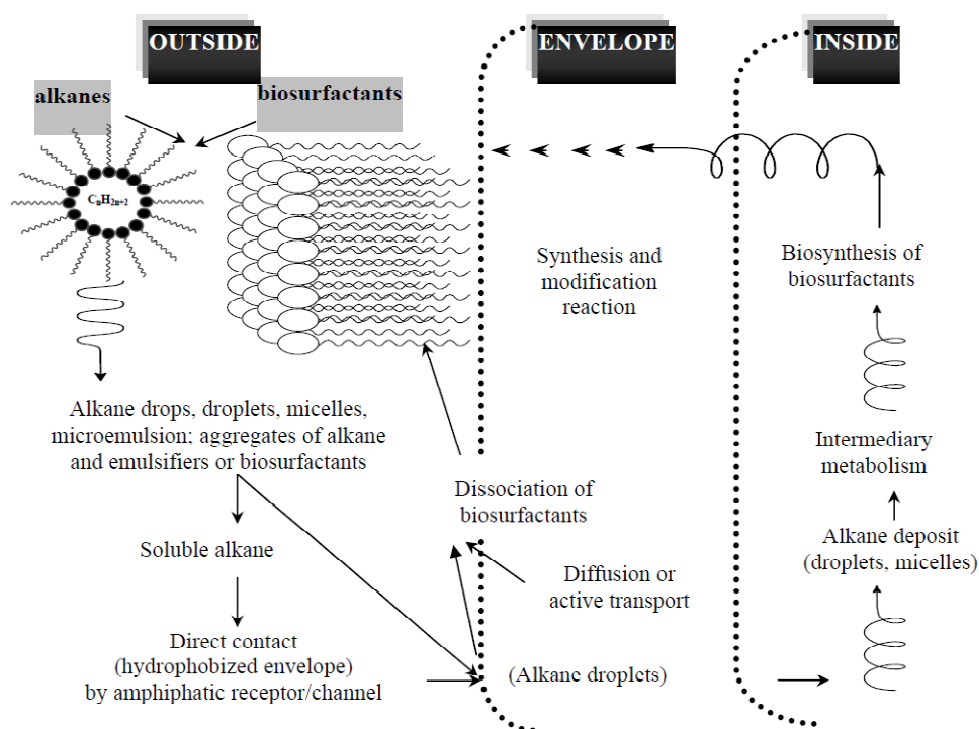 OUTSIDE
ENVELOPE
INSIDE
alkanes
biosurfactants
CnH2n+2
Synthesis and
modification
reaction
Biosynthesis of
biosurfactants
Alkane drops, droplets, micelles,
microemulsion; aggregates of alkane
and emulsifiers or biosurfactants
Intermediary
metabolism
Dissociation of
biosurfactants
Soluble alkane
Alkane deposit
(droplets, micelles)
Diffusion or
active transport
Direct contact
(hydrophobized envelope)
by amphiphatic receptor/channel
(Alkane droplets)